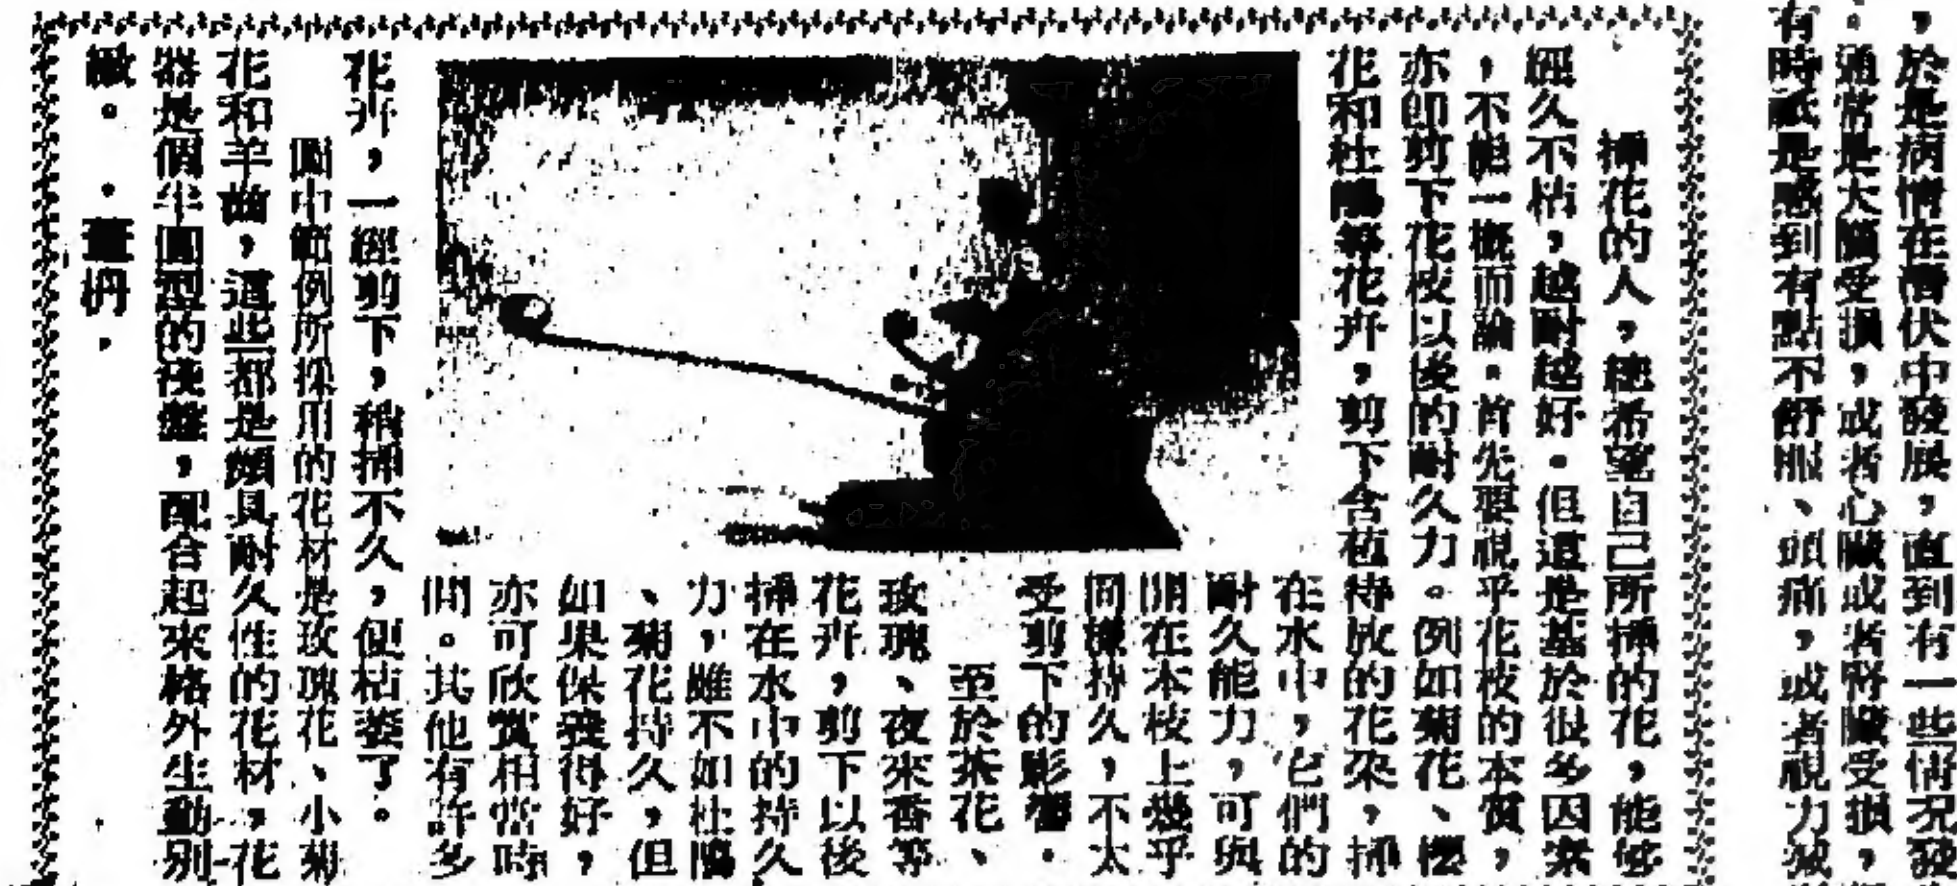 ，於是病情在潛伏中發展，直到有一些情況發
。通常是大腦受損，或者心臟或者腎臟受損，
有時祇是感到有點不舒服、頭痛，或者視力減
插花的人，總希望自己所插的花，能够
經久不枯，越耐越好。但這是基於很多因素
，不能一概而論。首先要視乎花枝的本質，
亦即剪下花枝以後的耐久力。例如菊花、櫻
花和杜鵑等花卉，剪下含苞待放的花朶，插
在水中，它們的
耐久能力，可與
開在本枝上幾乎
同樣持久，不太
受剪下的影響。
至於茶花、
玫瑰、夜來香等
花卉，剪下以後
插在水中的持久
力，雖不如杜鵑
、菊花持久，但
如果保養得好，
亦可欣賞相當時
間。其他有許多
花卉，一經剪下，稍插不久，便枯萎了。
圖中範例所採用的花材是玫瑰花、小菊
花和羊齒，這些都是頗具耐久性的花材，花
器是個半圓型的，配合起來格外生動別
緻。．董枬．